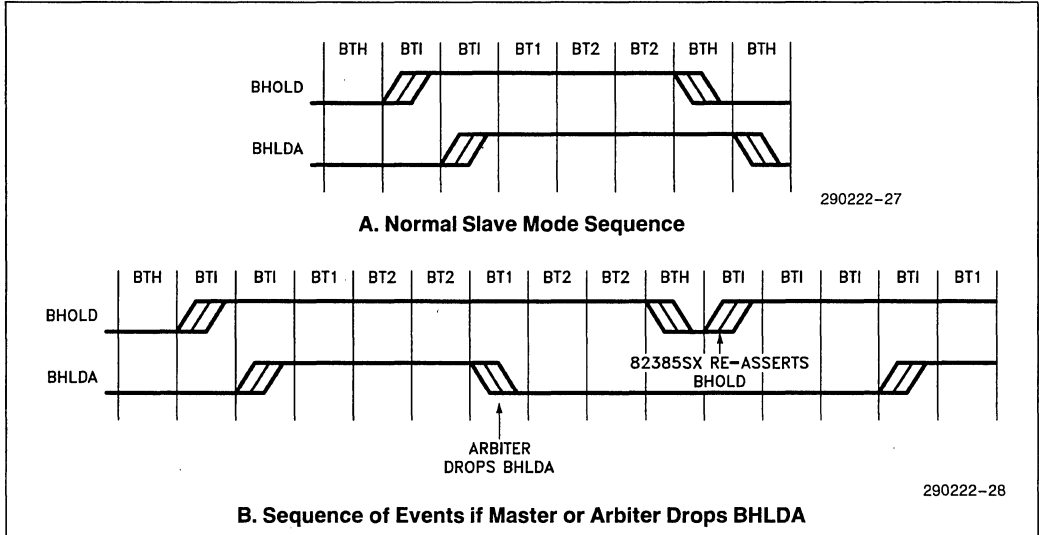 BTH BTI BTI BT1 BT2 BT2 BTH BTH
BHOLD
BHLDA
290222-27
A. Normal Slave Mode Sequence
BTH BTI BTI BT1 BT2 BT2 BT1 BT2 BT2 BTH BTI BTI BTI BTI BT1
BHOLD
82385SX RE-ASSERTS
BHOLD
BHLDA
ARBITER
DROPS BHLDA
290222-28
B. Sequence of Events if Master or Arbiter Drops BHLDA